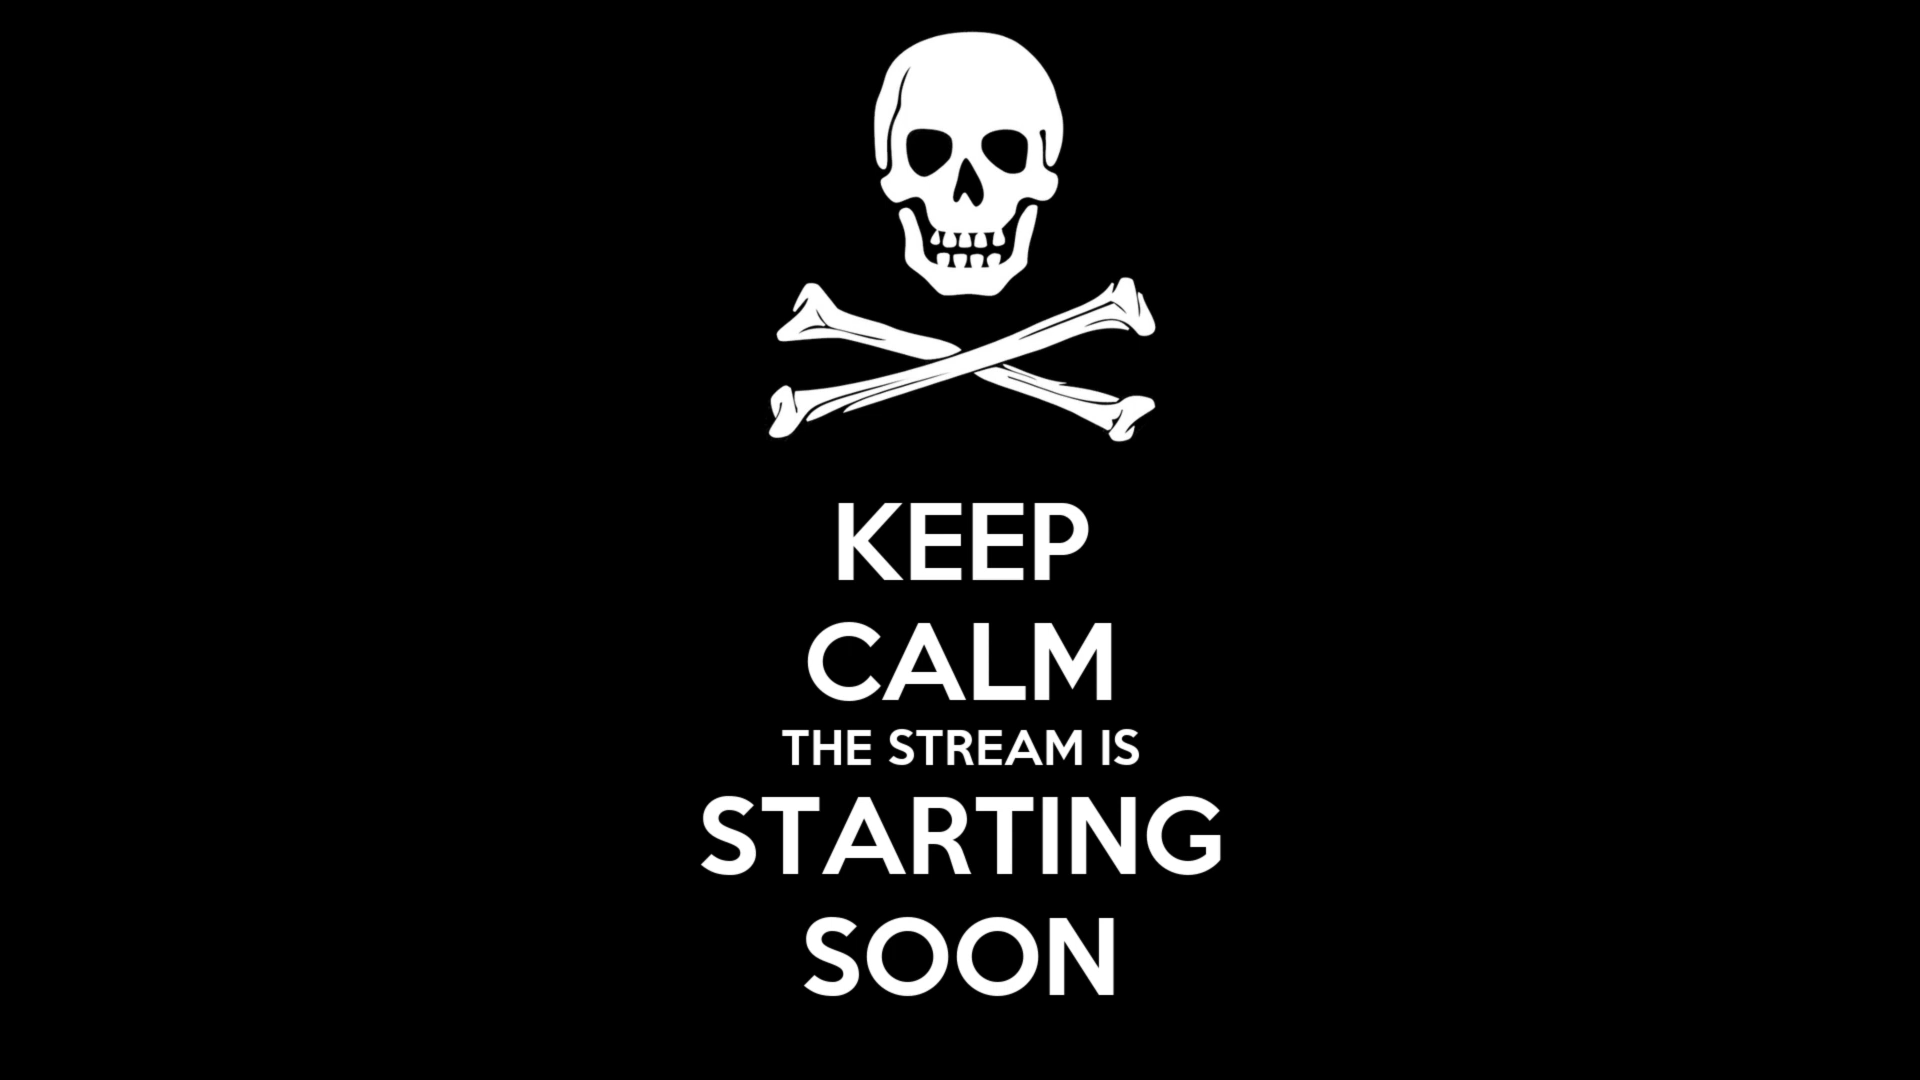 KEEP
CALM
THE STREAM IS
STARTING
SOON